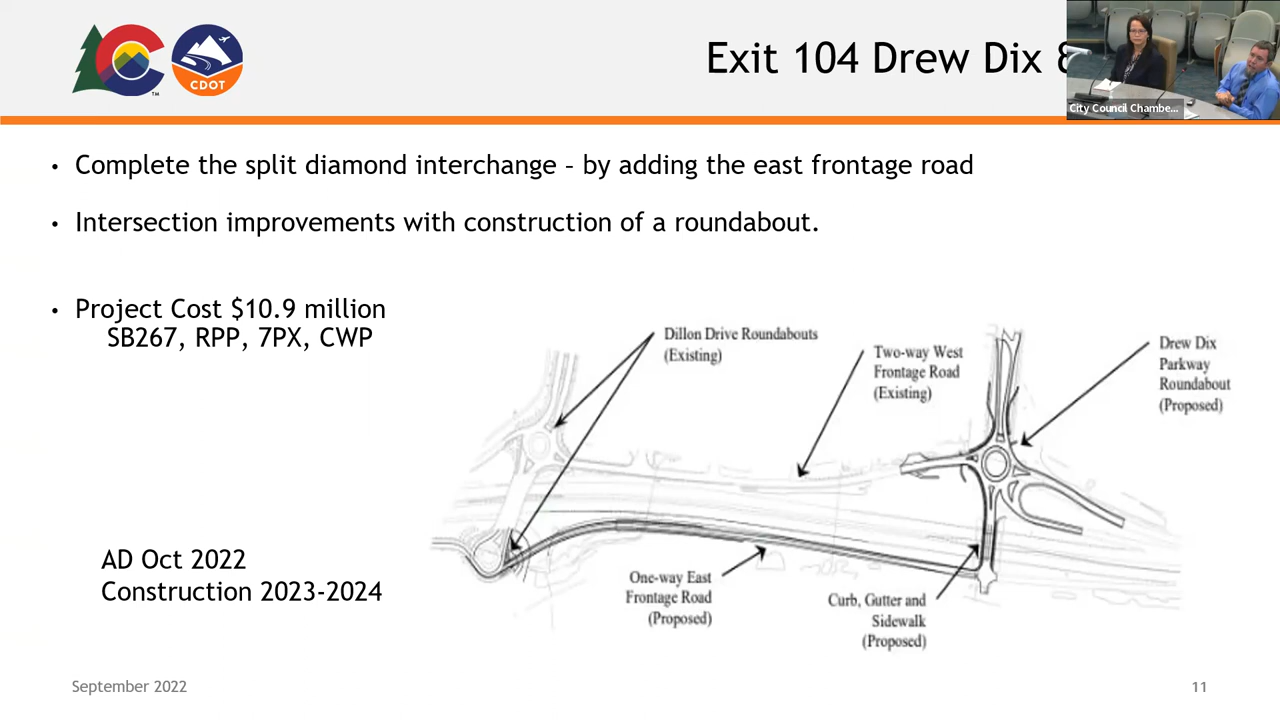 CDOT
TM
Exit 104 Drew Dix &
City Council Chambe...
• Complete the split diamond interchange – by adding the east frontage road
• Intersection improvements with construction of a roundabout.
• Project Cost $10.9 million
SB267, RPP, 7PX, CWP
Dillon Drive Roundabouts
(Existing)
Two-way West
Frontage Road
(Existing)
Drew Dix
Parkway
Roundabout
(Proposed)
One-way East
Frontage Road
(Proposed)
Curb, Gutter and
Sidewalk
(Proposed)
AD Oct 2022
Construction 2023-2024
September 2022
11